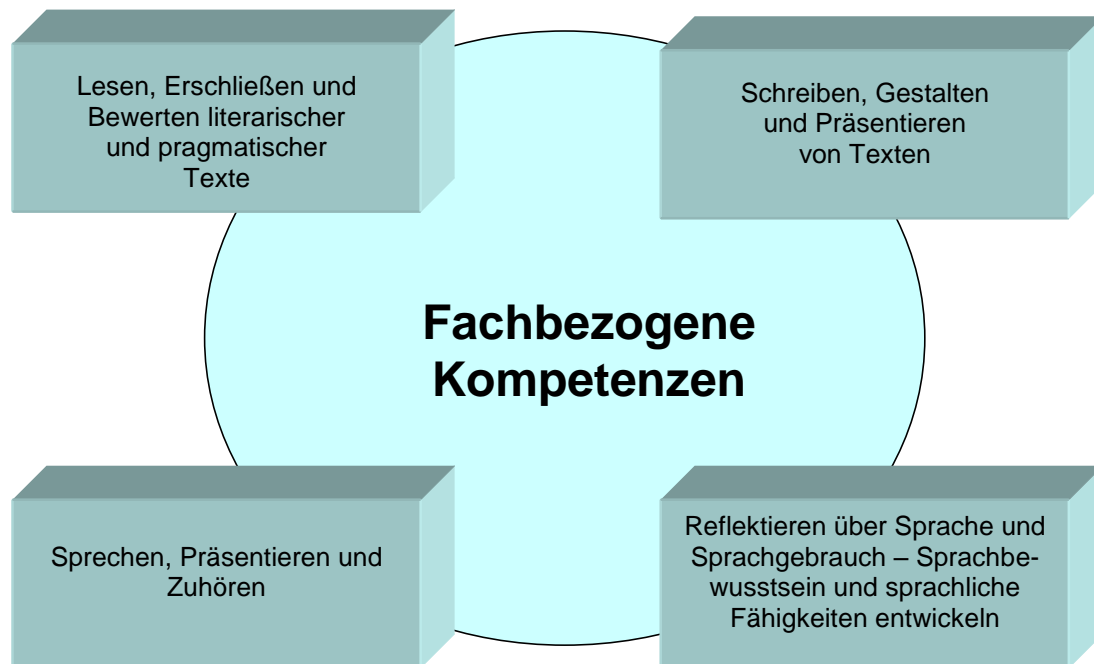 Lesen, Erschließen und
Bewerten literarischer
und pragmatischer
Texte
Schreiben, Gestalten
und Präsentieren
von Texten
Fachbezogene
Kompetenzen
Sprechen, Präsentieren und
Zuhören
Reflektieren über Sprache und
Sprachgebrauch – Sprachbe-
wusstsein und sprachliche
Fähigkeiten entwickeln